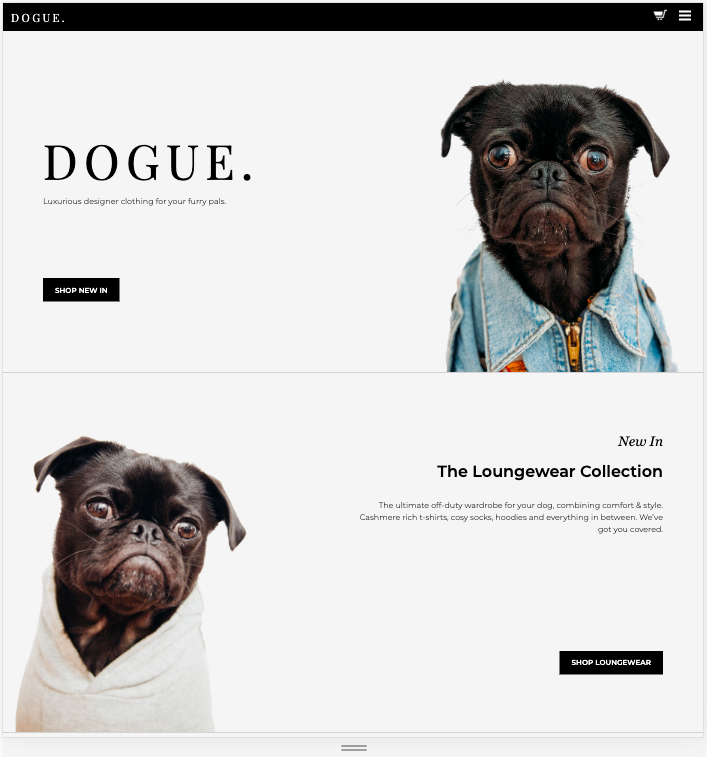 DOGUE.
DOGUE.
Luxurious designer clothing for your furry pals.
SHOP NEW IN
New In
The Loungewear Collection
The ultimate off-duty wardrobe for your dog, combining comfort & style.
Cashmere rich t-shirts, cosy socks, hoodies and everything in between. We've
got you covered.
SHOP LOUNGEWEAR